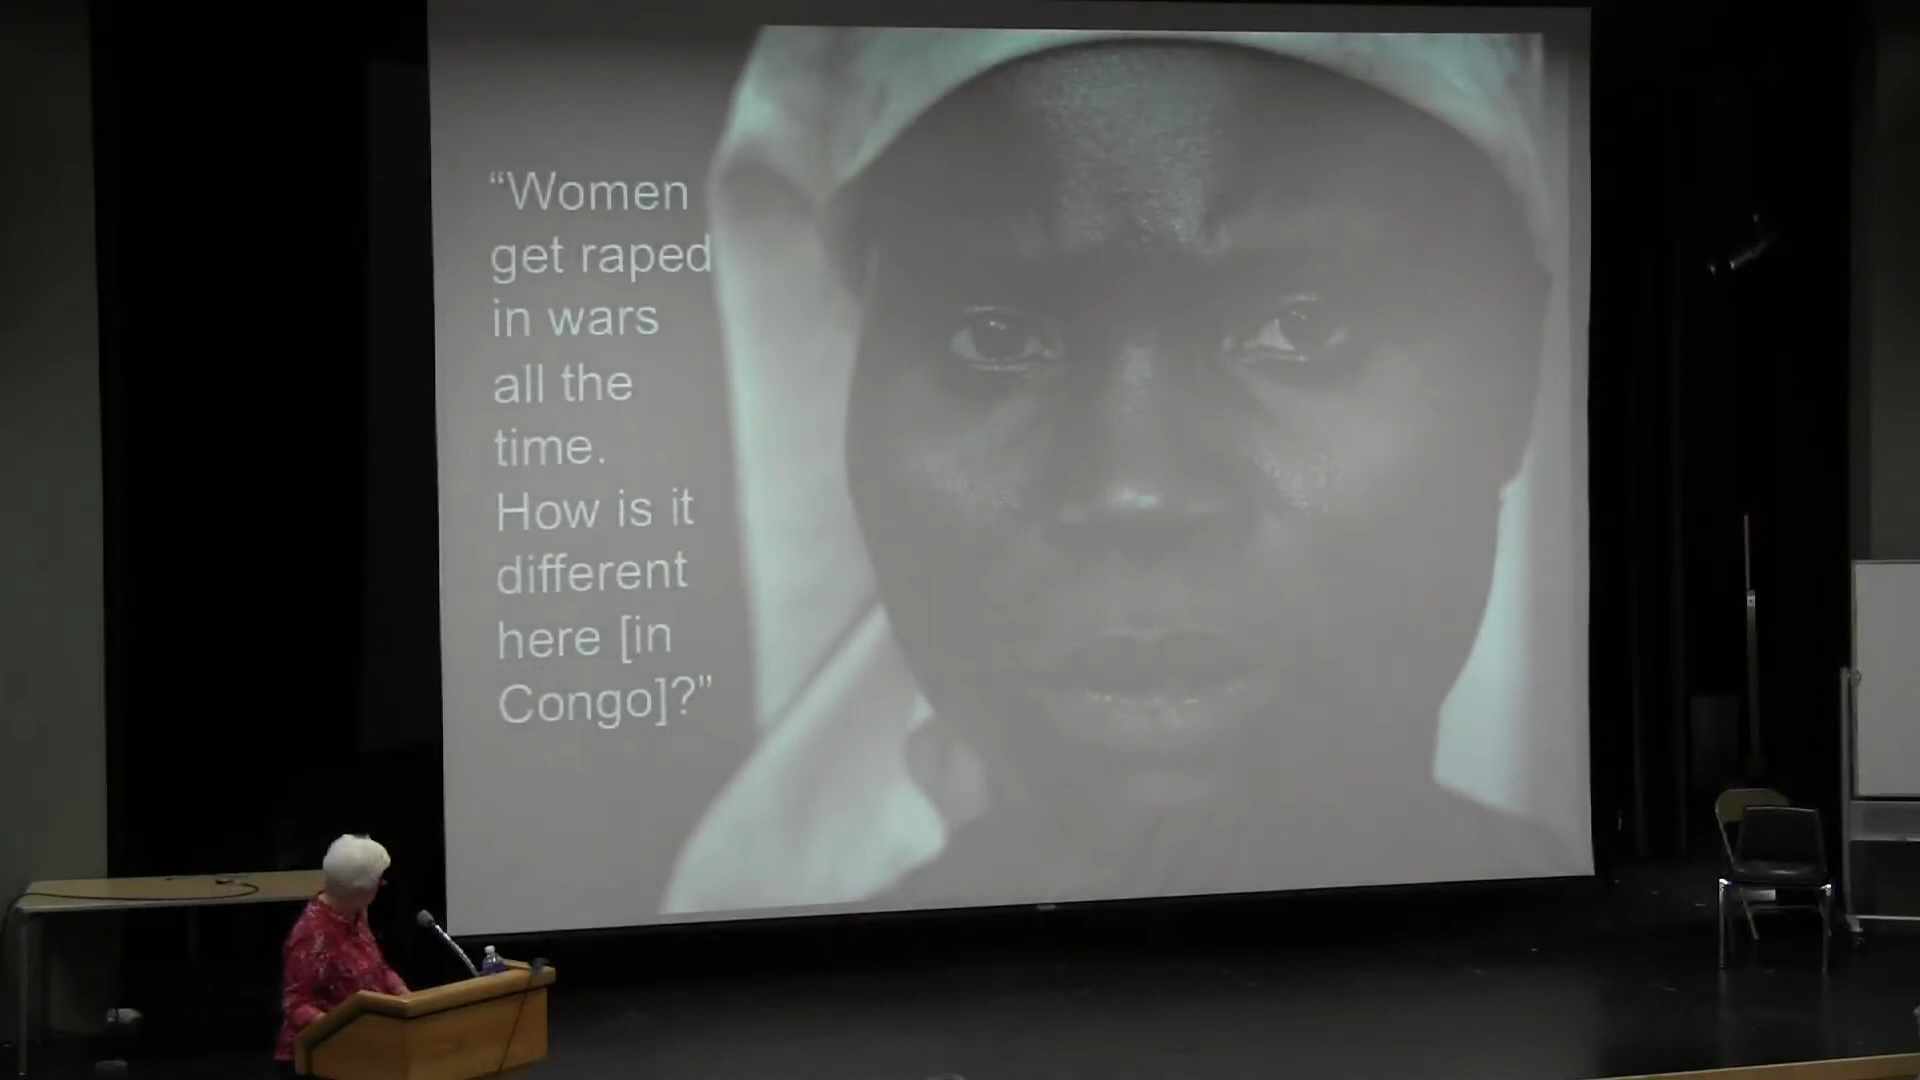 “Women
get raped
in wars
all the
time.
How is it
different
here [in
Congo]?”